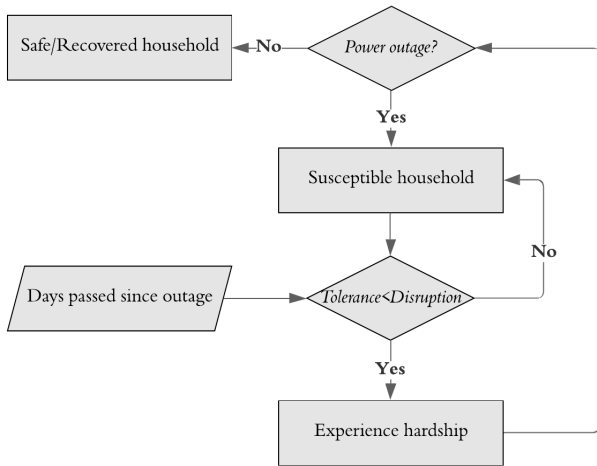 Safe/Recovered household
No
Power outage?
Yes
Susceptible household
No
Days passed since outage
Tolerance<Disruption
Yes
Experience hardship